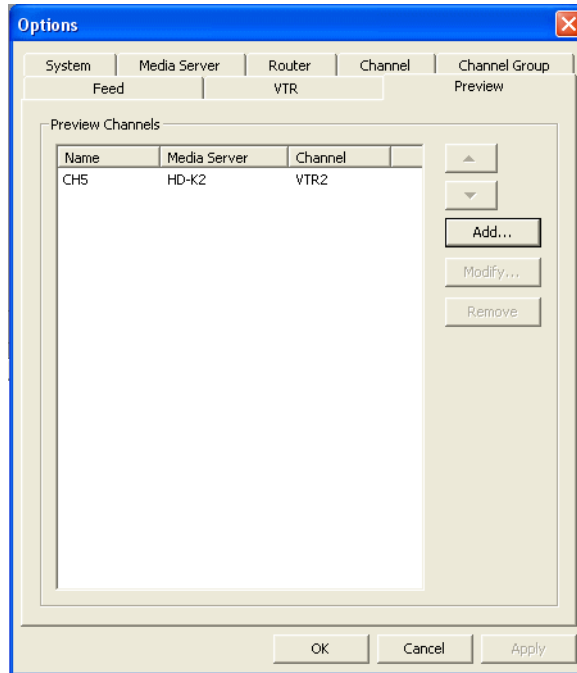 Options
System Media Server Router Channel Channel Group
Feed VTR Preview
Preview Channels
Name Media Server Channel
CH5 HD-K2 VTR2
Add...
Modify...
Remove
OK Cancel Apply